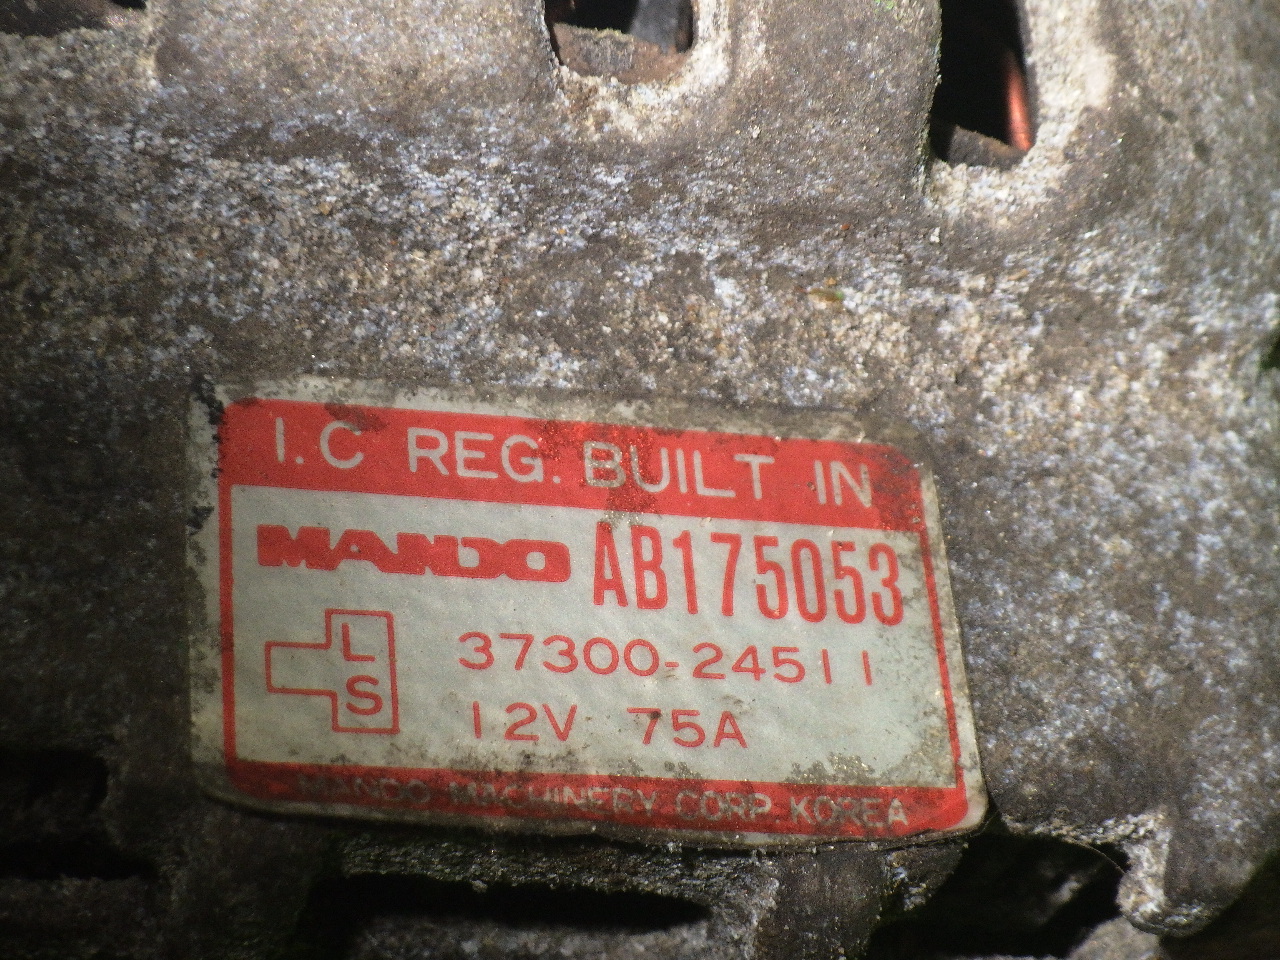 I.C REG. BUILT IN
MANDO AB175053
L
S
37300-24511
12V 75A
MANDO MACHINERY CORP. KOREA